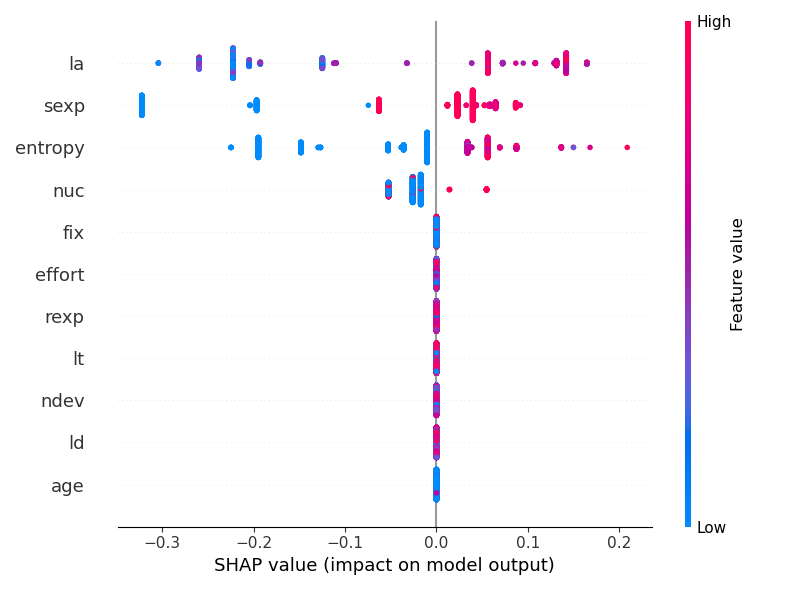 High
la
sexp
entropy
nuc
fix
effort
rexp
lt
ndev
ld
age
Feature value
Low
−0.3 −0.2 −0.1 0.0 0.1 0.2
SHAP value (impact on model output)